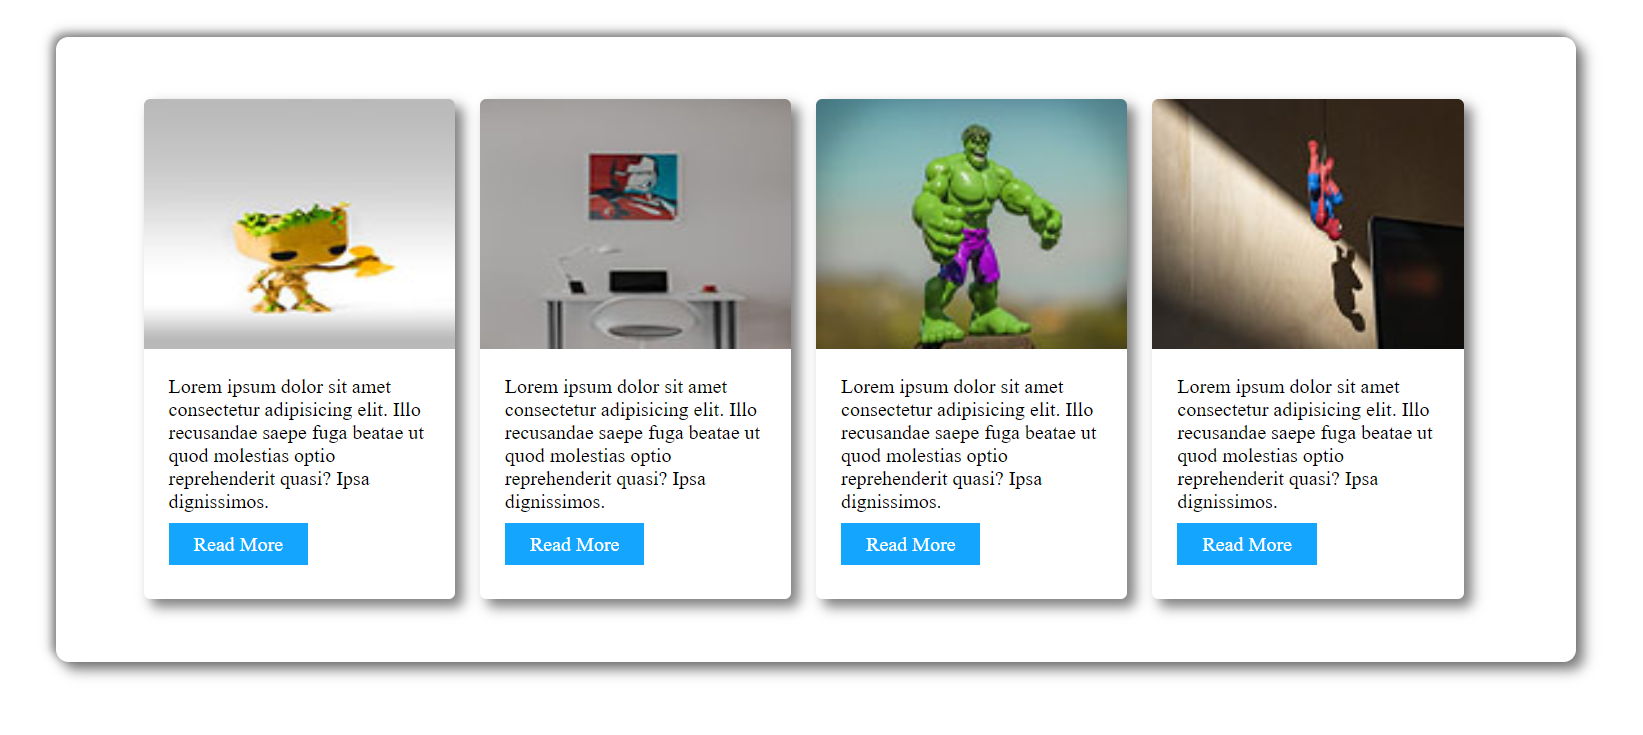 Lorem ipsum dolor sit amet
consectetur adipisicing elit. Illo
recusandae saepe fuga beatae ut
quod molestias optio
reprehenderit quasi? Ipsa
dignissimos.
Read More
Lorem ipsum dolor sit amet
consectetur adipisicing elit. Illo
recusandae saepe fuga beatae ut
quod molestias optio
reprehenderit quasi? Ipsa
dignissimos.
Read More
Lorem ipsum dolor sit amet
consectetur adipisicing elit. Illo
recusandae saepe fuga beatae ut
quod molestias optio
reprehenderit quasi? Ipsa
dignissimos.
Read More
Lorem ipsum dolor sit amet
consectetur adipisicing elit. Illo
recusandae saepe fuga beatae ut
quod molestias optio
reprehenderit quasi? Ipsa
dignissimos.
Read More